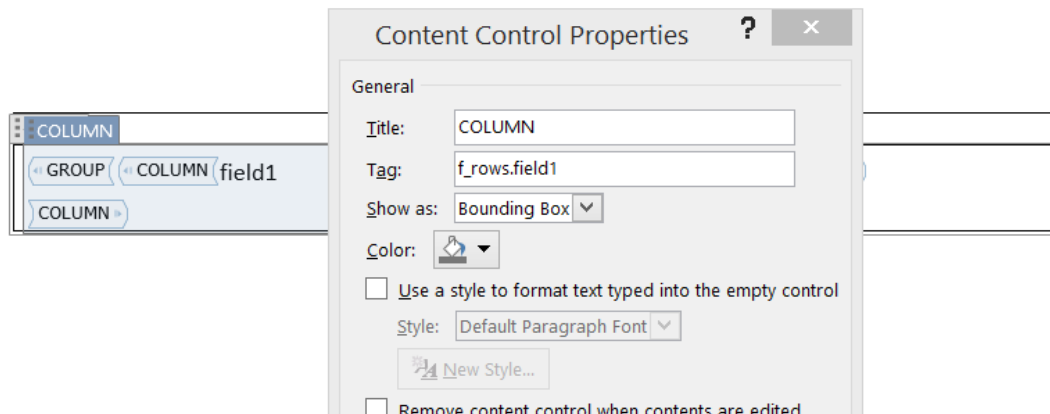 Content Control Properties ?
General
COLUMN
Title: COLUMN
GROUP COLUMN field1
Tag: f_rows.field1
COLUMN
Show as: Bounding Box
Color:
Use a style to format text typed into the empty control
Style: Default Paragraph Font
New Style...
Remove content control when contents are edited